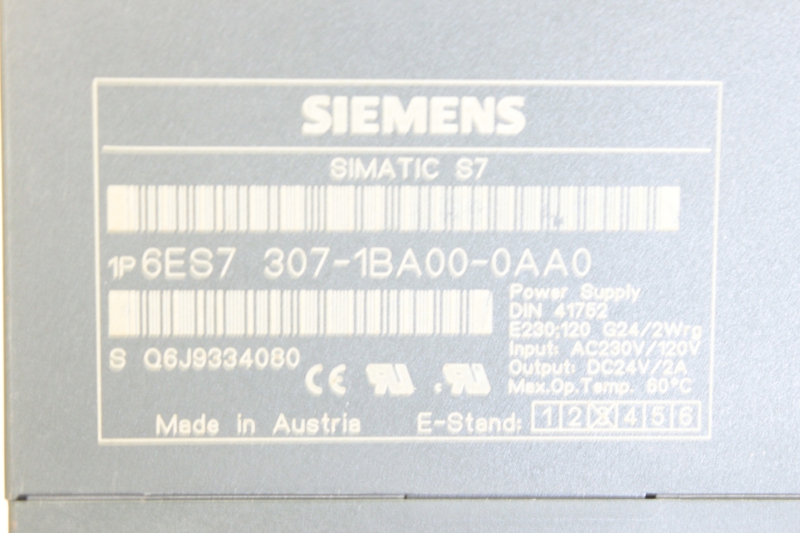 SIEMENS
SIMATIC S7
1P 6ES7 307-1BA00-0AA0
Power Supply
DIN 41752
E230;120 G24/2Wrg
Input: AC230V/120V
Output: DC24V/2A
Max.Op.Temp. 60°C
S Q6J9334080
CE
Made in Austria
E-Stand: 1 2 X 4 5 6